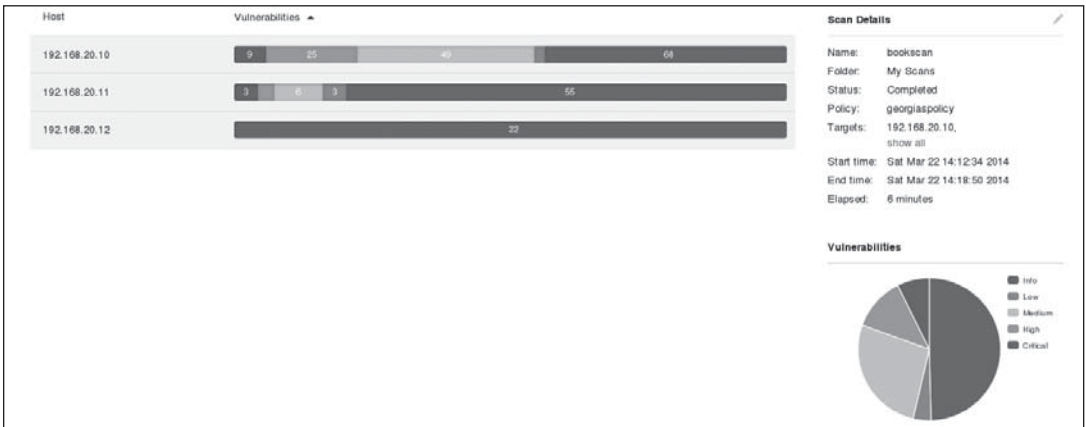 Host Vulnerabilities
192.168.20.10 9 25 49
192.168.20.11 3 6 3 55
192.168.20.12 22
Scan Details
Name: bookscan
Folder: My Scans
Status: Completed
Policy: georgiaspolicy
Targets: 192.168.20.10,
show all
Start time: Sat Mar 22 14:12:34 2014
End time: Sat Mar 22 14:18:50 2014
Elapsed: 6 minutes
Vulnerabilities
Info
Low
Medium
High
Critical